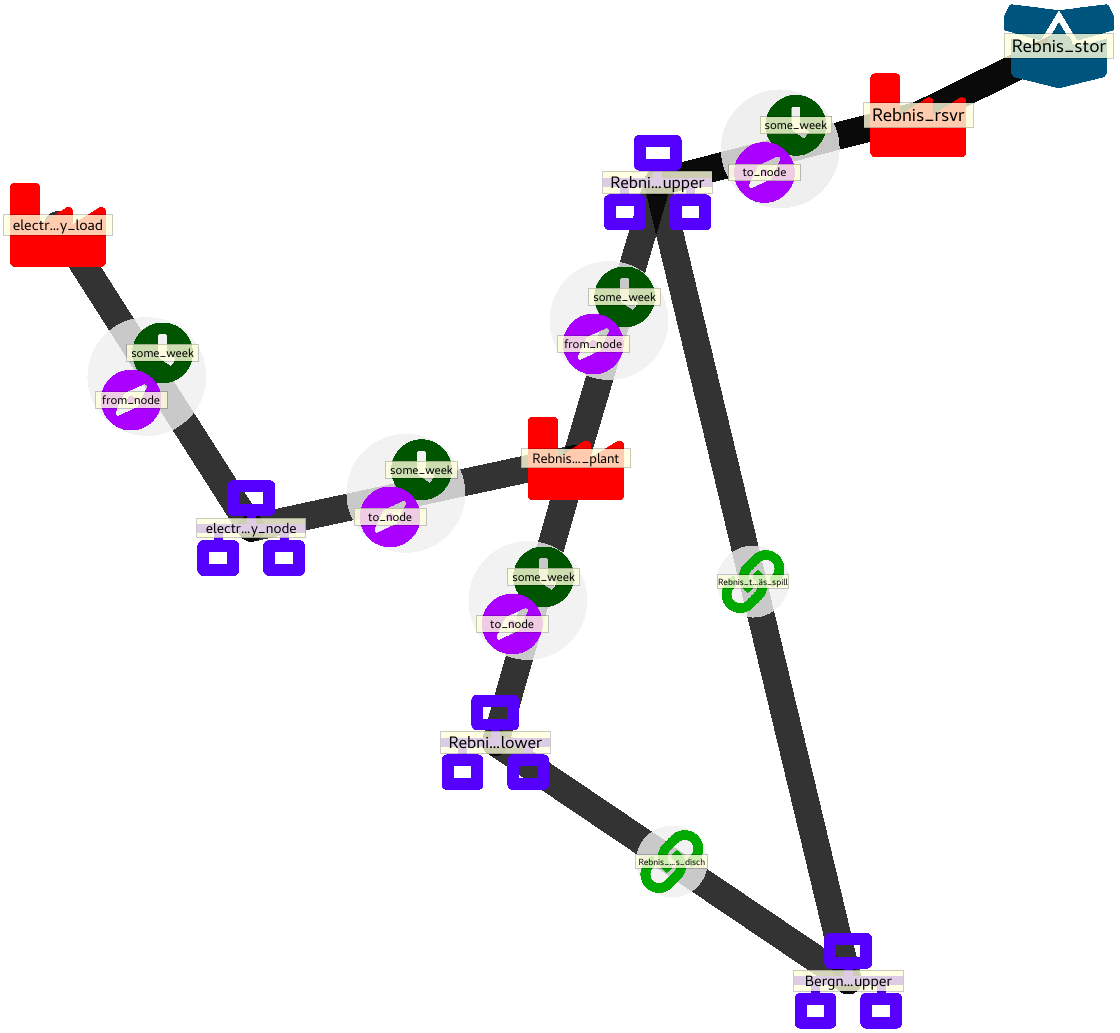 Rebnis_stor
Rebnis_rsvr
some_week
to_node
Rebni...upper
electr...y_load
some_week
from_node
some_week
from_node
Rebnis..._plant
some_week
to_node
electr...y_node
some_week
to_node
Rebnis_t...äs_spill
Rebni...lower
Rebnis_...s_disch
Bergn...upper